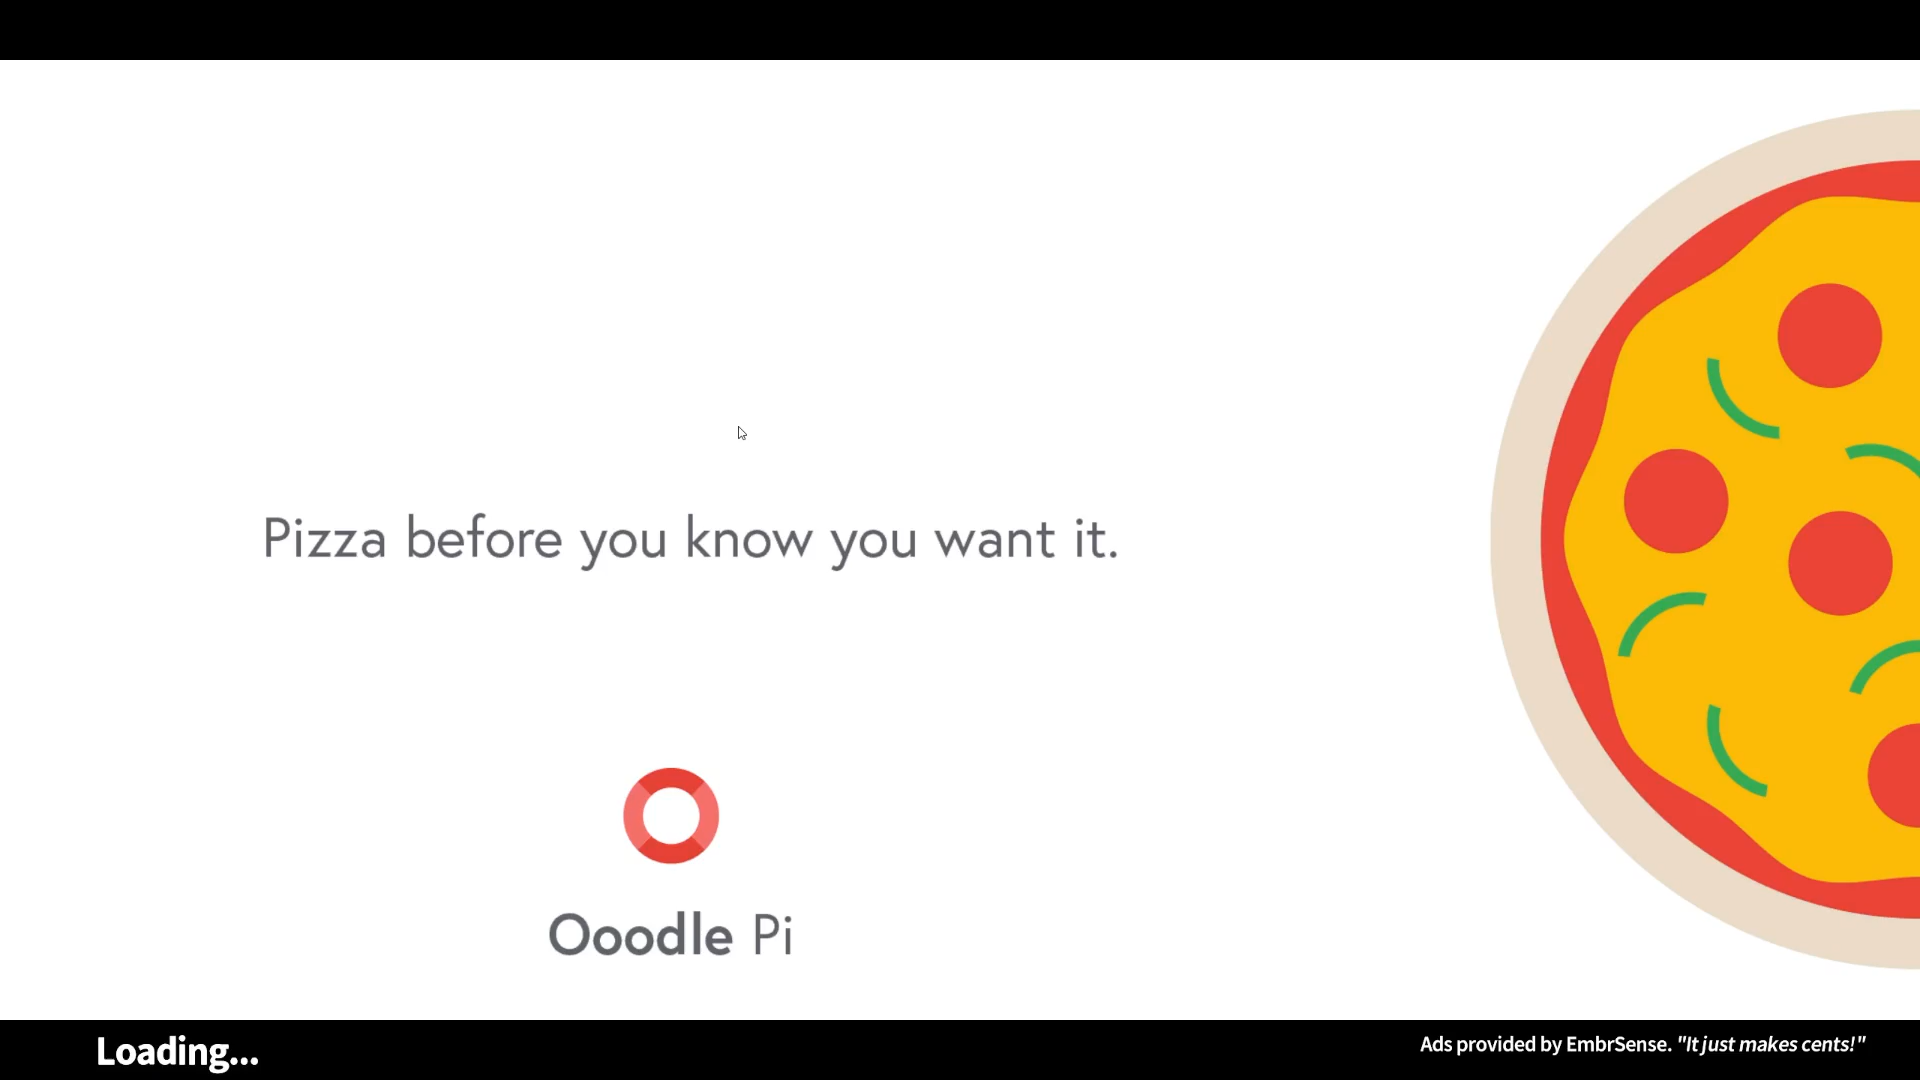 Pizza before you know you want it.
Ooodle Pi
Loading...
Ads provided by EmbrSense. "It just makes cents!"